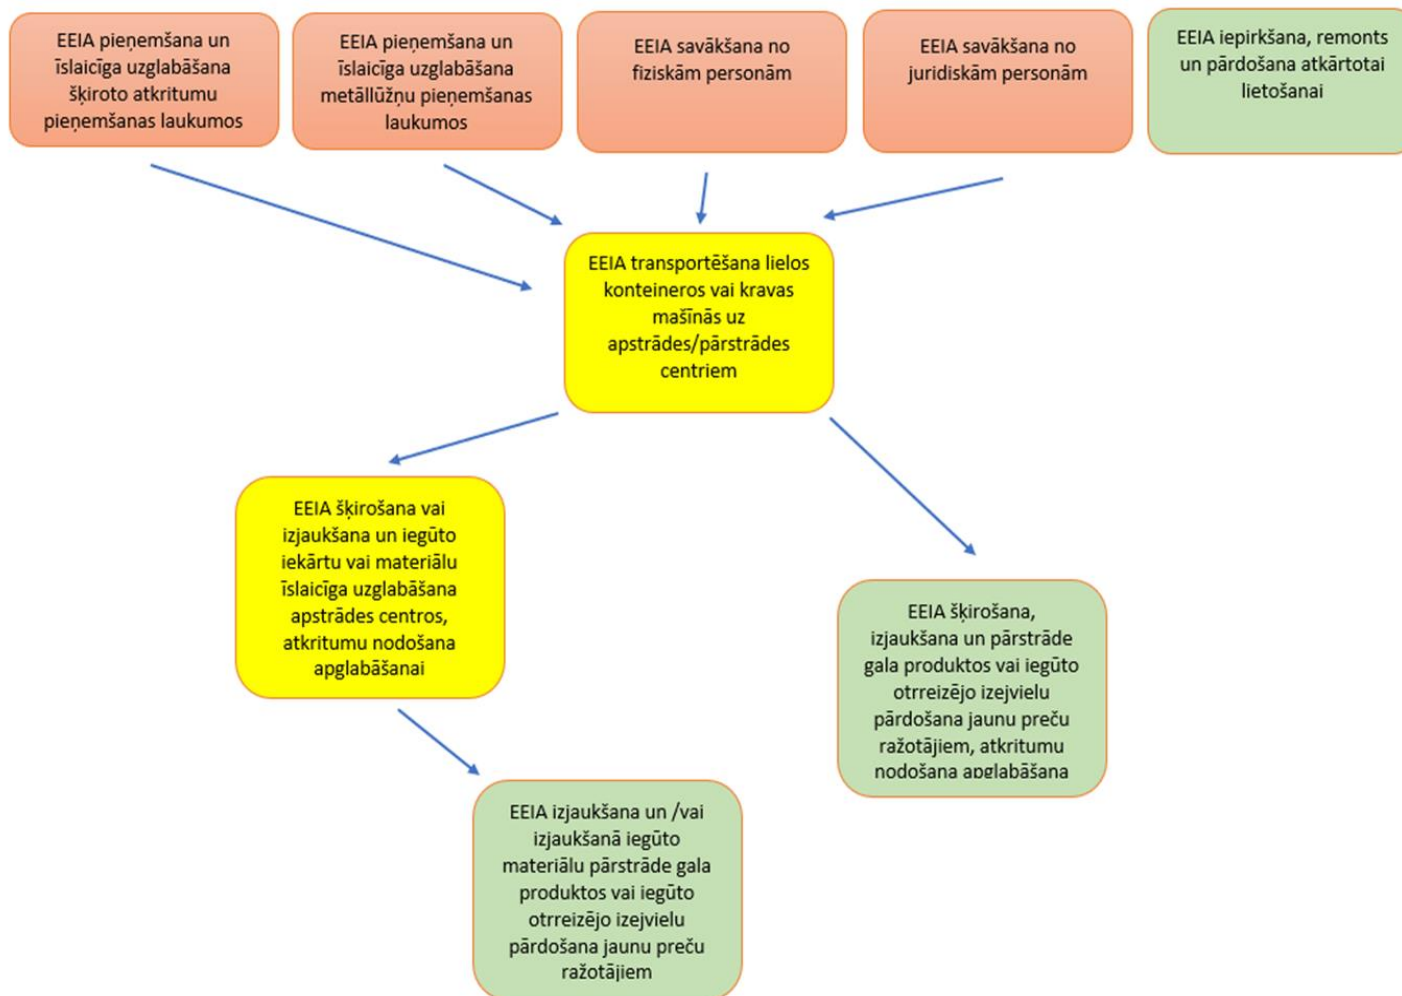 EEIA pieņemšana un
īslaicīga uzglabāšana
šķiroto atkritumu
pieņemšanas laukumos
EEIA pieņemšana un
īslaicīga uzglabāšana
metāllūžņu pieņemšanas
laukumos
EEIA savākšana no
fiziskām personām
EEIA savākšana no
juridiskām personām
EEIA iepirkšana, remonts
un pārdošana atkārtotai
lietošanai
EEIA transportēšana lielos
konteineros vai kravas
mašīnās uz
apstrādes/pārstrādes
centriem
EEIA šķirošana vai
izjaukšana un iegūto
iekārtu vai materiālu
īslaicīga uzglabāšana
apstrādes centros,
atkritumu nodošana
apglabāšanai
EEIA šķirošana,
izjaukšana un pārstrāde
gala produktos vai iegūto
otrreizējo izejvielu
pārdošana jaunu preču
ražotājiem, atkritumu
nodošana apglabāšana
EEIA izjaukšana un /vai
izjaukšanā iegūto
materiālu pārstrāde gala
produktos vai iegūto
otrreizējo izejvielu
pārdošana jaunu preču
ražotājiem